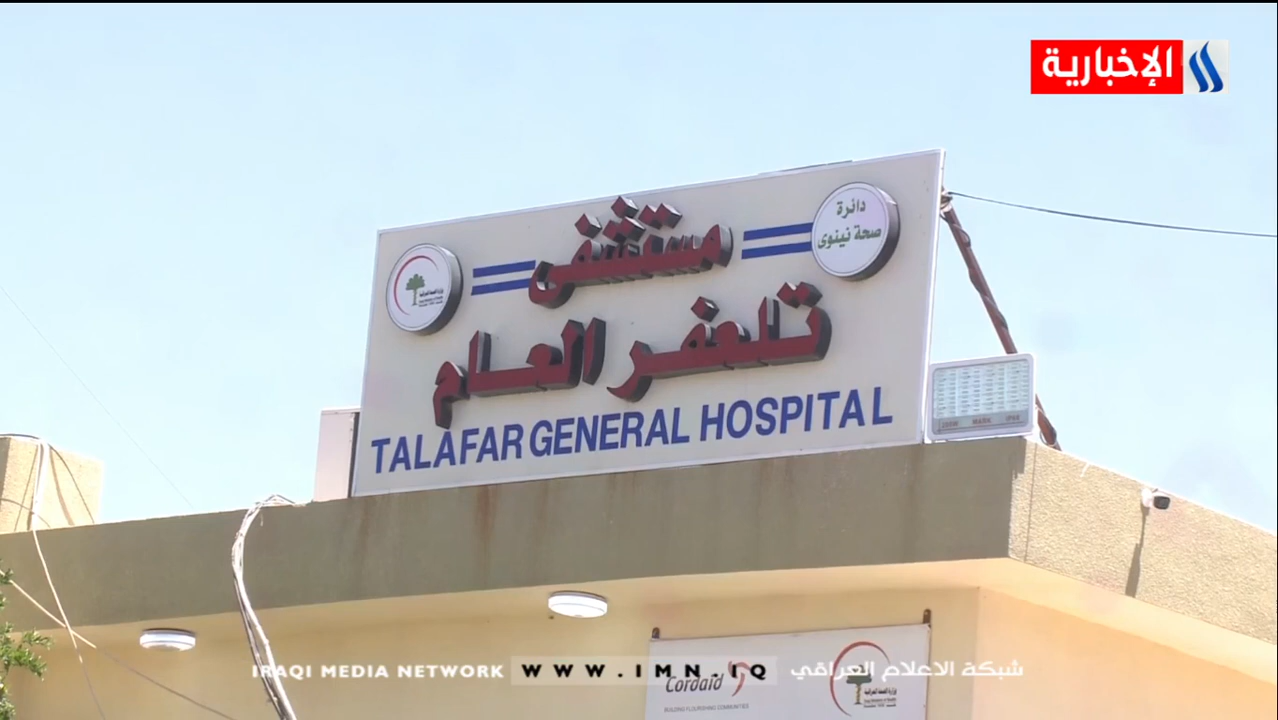 الإخبارية
دائرة
صحة نينوى
مستشفى
تلعفر العام
TALAFAR GENERAL HOSPITAL
IRAQI MEDIA NETWORK WWW.IMN.IQ شبكة الاعلام العراقي
Cordaid
BUILDING FLOURISHING COMMUNITIES